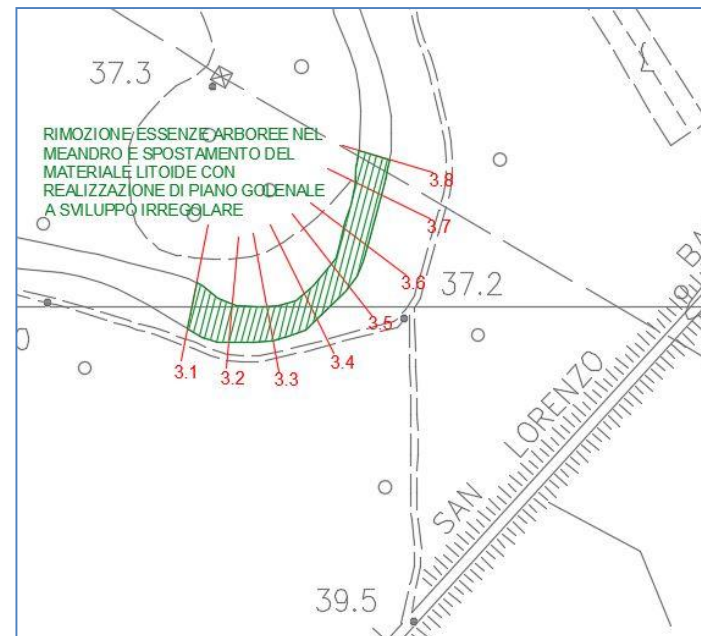 37.3
RIMOZIONE ESSENZE ARBOREE NEL
MEANDRO E SPOSTAMENTO DEL
MATERIALE LITOIDE CON
REALIZZAZIONE DI PIANO GOLENALE
A SVILUPPO IRREGOLARE
3.8
3.7
3.6
37.2
3.5
3.4
3.3
3.2
3.1
SAN LORENZO
39.5